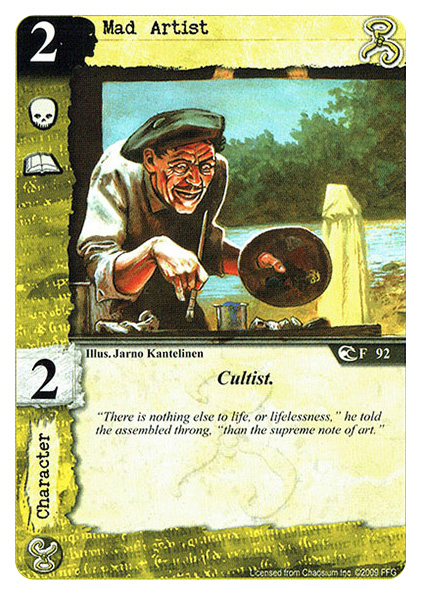 2
Mad Artist
Illus. Jarno Kantelinen
F 92
2
Cultist.
“There is nothing else to life, or lifelessness,” he told
the assembled throng, “than the supreme note of art.”
Character
Licensed from Chaosium Inc. ©2009 FFG